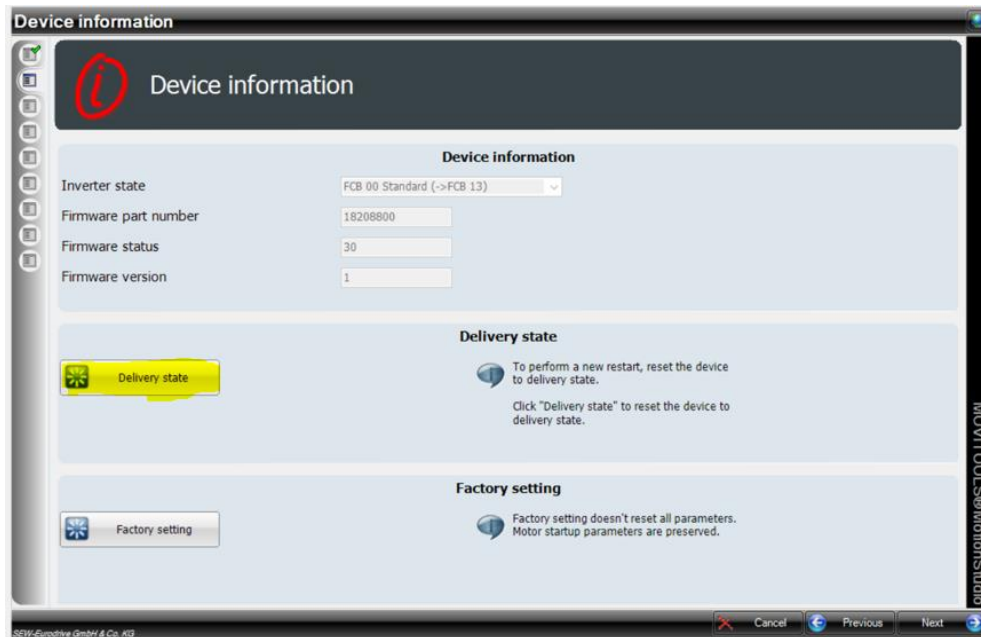 Device information
Device information
Device information
Inverter state
FCB 00 Standard (->FCB 13)
Firmware part number
18208800
Firmware status
30
Firmware version
1
Delivery state
Delivery state
To perform a new restart, reset the device
to delivery state.
Click "Delivery state" to reset the device to
delivery state.
Factory setting
Factory setting
Factory setting doesn't reset all parameters.
Motor startup parameters are preserved.
MOVITOOLS®MotionStudio
SEW-Eurodrive GmbH & Co. KG
Cancel
Previous
Next